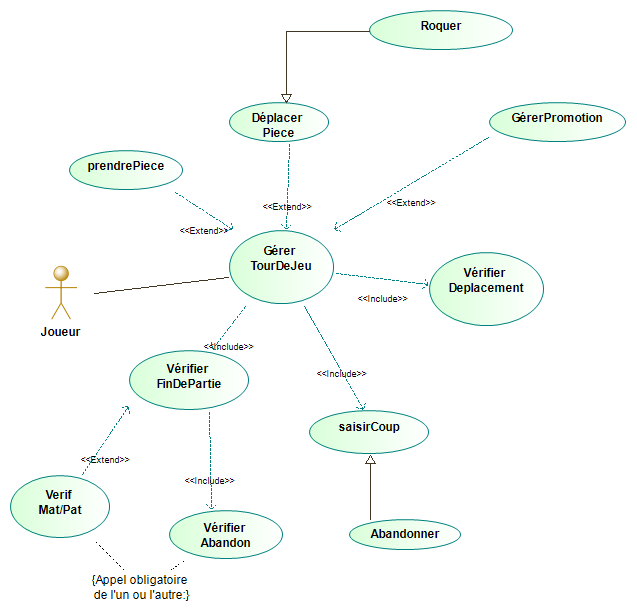 Roquer
Déplacer
Piece
GérerPromotion
prendrePiece
<<Extend>>
<<Extend>>
<<Extend>>
Gérer
TourDeJeu
Vérifier
Deplacement
<<Include>>
Joueur
<<Include>>
Vérifier
FinDePartie
<<Include>>
saisirCoup
<<Extend>>
<<Include>>
Verif
Mat/Pat
Vérifier
Abandon
Abandonner
{Appel obligatoire
de l'un ou l'autre:}